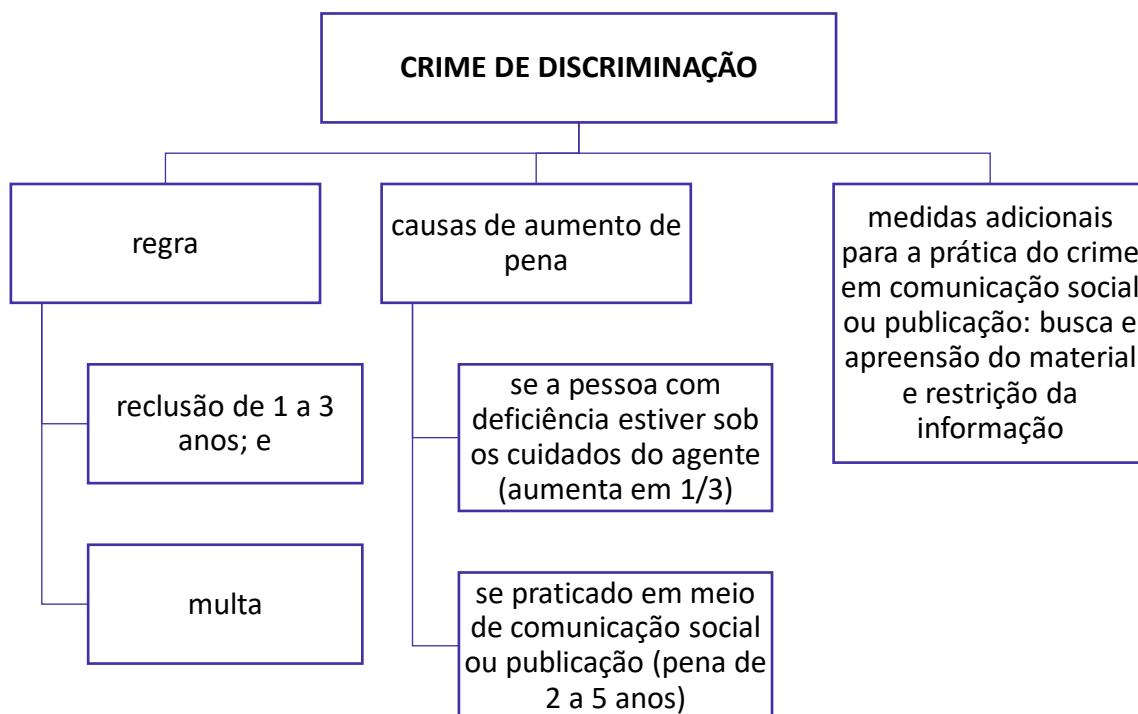 CRIME DE DISCRIMINAÇÃO
regra
reclusão de 1 a 3
anos; e
multa
causas de aumento de
pena
se a pessoa com
deficiência estiver sob
os cuidados do agente
(aumenta em 1/3)
se praticado em meio
de comunicação social
ou publicação (pena de
2 a 5 anos)
medidas adicionais
para a prática do crime
em comunicação social
ou publicação: busca e
apreensão do material
e restrição da
informação